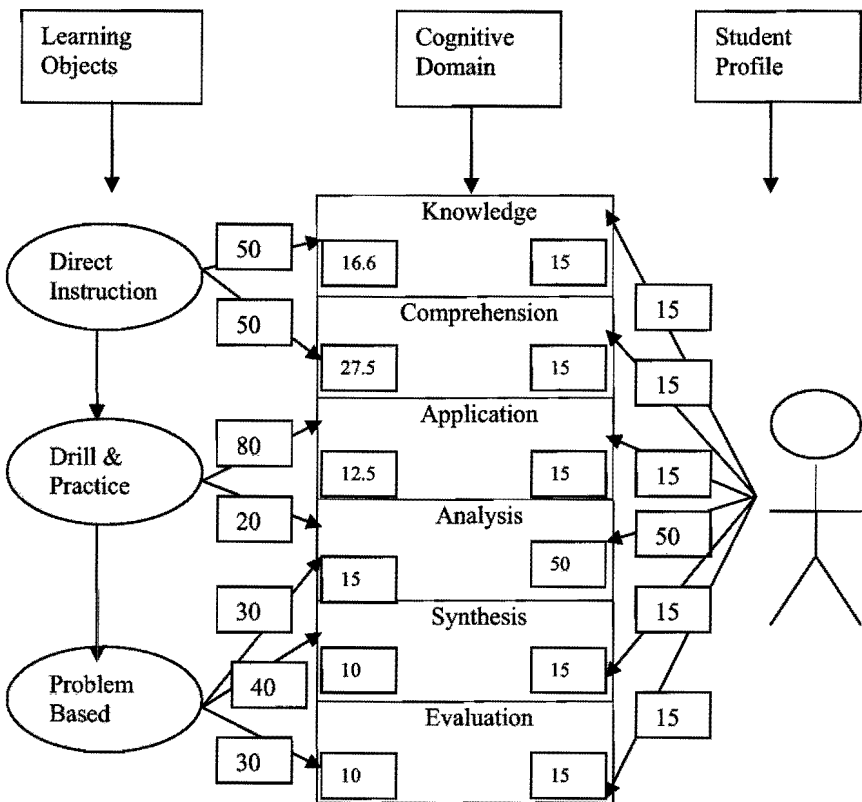 Learning
Objects
Cognitive
Domain
Student
Profile
Knowledge
50
16.6
15
Direct
Instruction
15
Comprehension
50
27.5
15
15
Application
80
Drill &
Practice
12.5
15
15
20
Analysis
50
50
15
30
Synthesis
15
40
10
15
Problem
Based
Evaluation
15
30
10
15